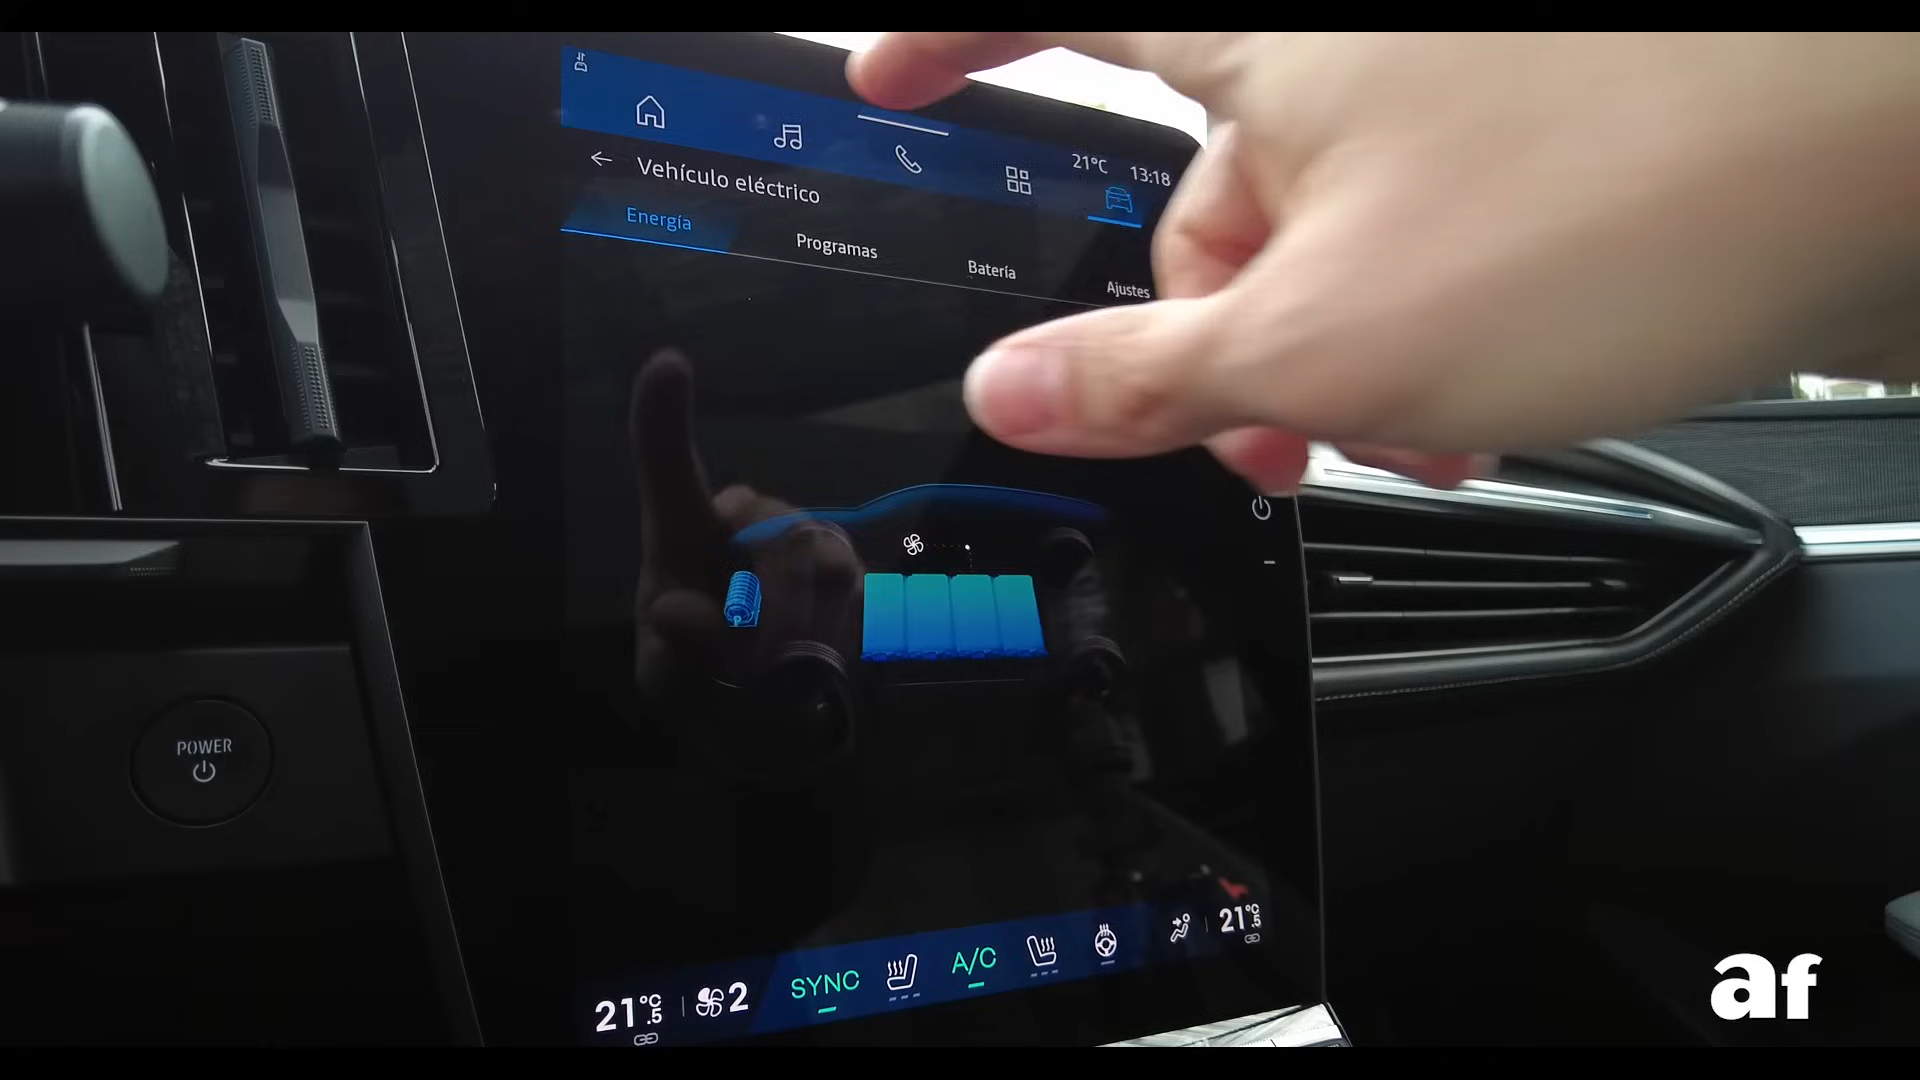 21°C 13:18
Vehículo eléctrico
Energía Programas Batería Ajustes
POWER
21°C.5 2 SYNC A/C 21°C.5
P
af